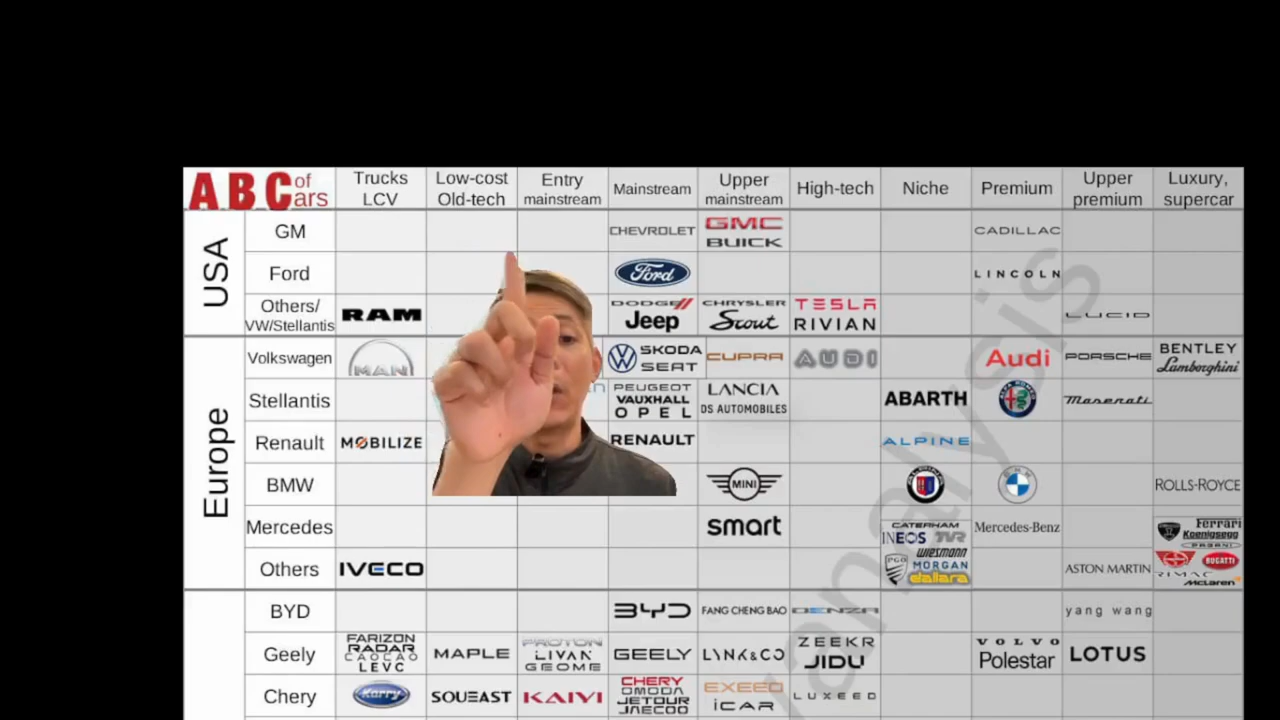 ABC of cars
Trucks LCV
Low-cost Old-tech
Entry mainstream
Mainstream
Upper mainstream
High-tech
Niche
Premium
Upper premium
Luxury, supercar
USA
GM
CHEVROLET
GMC
BUICK
CADILLAC
Ford
Ford
LINCOLN
Others/
VW/Stellantis
RAM
DODGE//
Jeep
CHRYSLER
Scout
TESLA
RIVIAN
LUCID
Europe
Volkswagen
MAN
VW
SKODA
SEAT
CUPRA
AUDI
Audi
PORSCHE
BENTLEY
Lamborghini
Stellantis
PEUGEOT
VAUXHALL
OPEL
LANCIA
DS AUTOMOBILES
ABARTH
Maserati
Renault
MOBILIZE
RENAULT
ALPINE
BMW
MINI
ROLLS-ROYCE
Mercedes
smart
CATERHAM
INEOS TVR
Mercedes-Benz
Ferrari
Koenigsegg
PAGANI
Others
IVECO
PGO
WIESMANN
MORGAN
dallara
ASTON MARTIN
BUGATTI
RIMAC
McLaren
BYD
BYD
FANG CHENG BAO
DENZA
yang wang
Geely
FARIZON
RADAR
CAOCAO
LEVC
MAPLE
PROTON
LIVAN
GEOME
GEELY
LYNK&CO
ZEEKR
JIDU
VOLVO
Polestar
LOTUS
Chery
Karry
SOUEAST
KAIYI
CHERY
OMODA
JETOUR
JAECOO
EXEED
iCAR
LUXEED